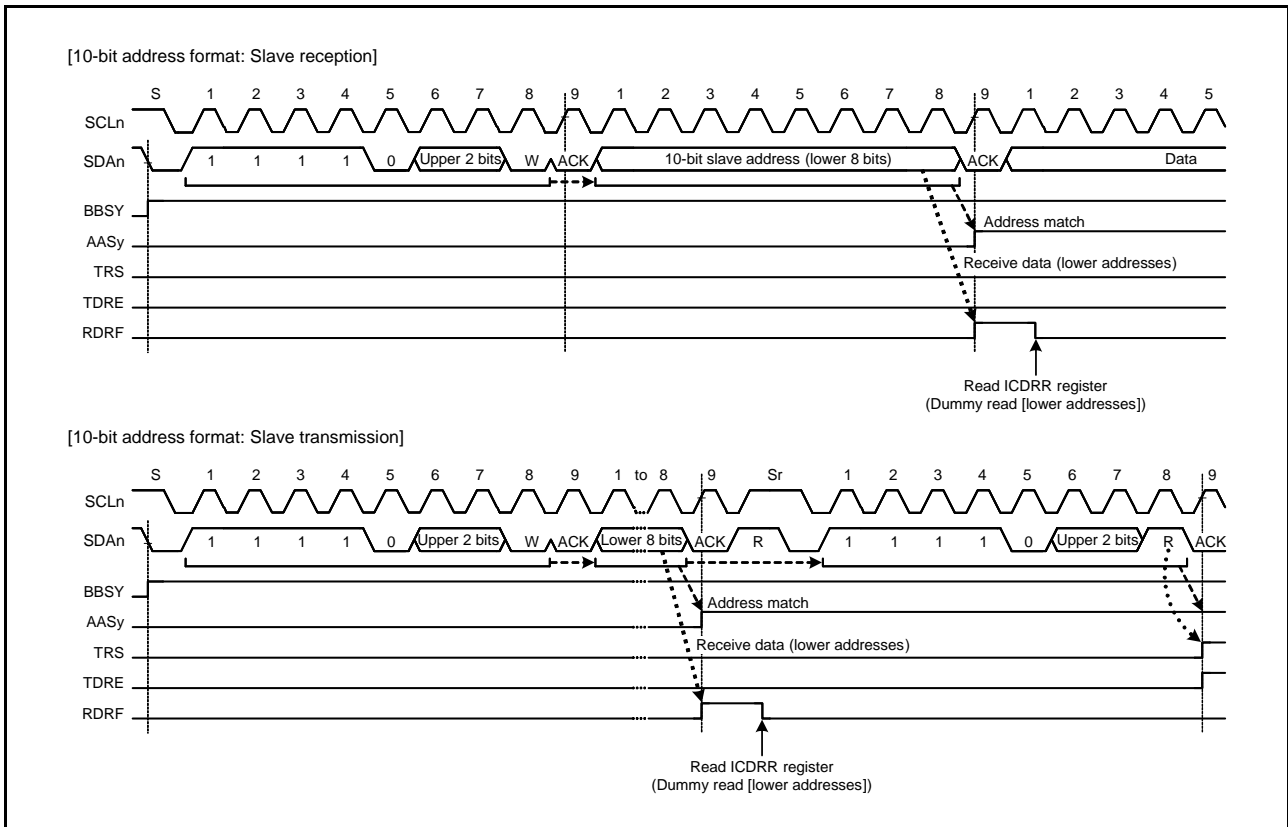 [10-bit address format: Slave reception]
S 1 2 3 4 5 6 7 8 9 1 2 3 4 5 6 7 8 9 1 2 3 4 5
SCLn
SDAn 1 1 1 1 0 Upper 2 bits W ACK 10-bit slave address (lower 8 bits) ACK Data
BBSY
Address match
AASy
Receive data (lower addresses)
TRS
TDRE
RDRF
Read ICDRR register
(Dummy read [lower addresses])
[10-bit address format: Slave transmission]
S 1 2 3 4 5 6 7 8 9 1 to 8 9 Sr 1 2 3 4 5 6 7 8 9
SCLn
SDAn 1 1 1 1 0 Upper 2 bits W ACK Lower 8 bits ACK R 1 1 1 1 0 Upper 2 bits R ACK
BBSY
Address match
AASy
Receive data (lower addresses)
TRS
TDRE
RDRF
Read ICDRR register
(Dummy read [lower addresses])